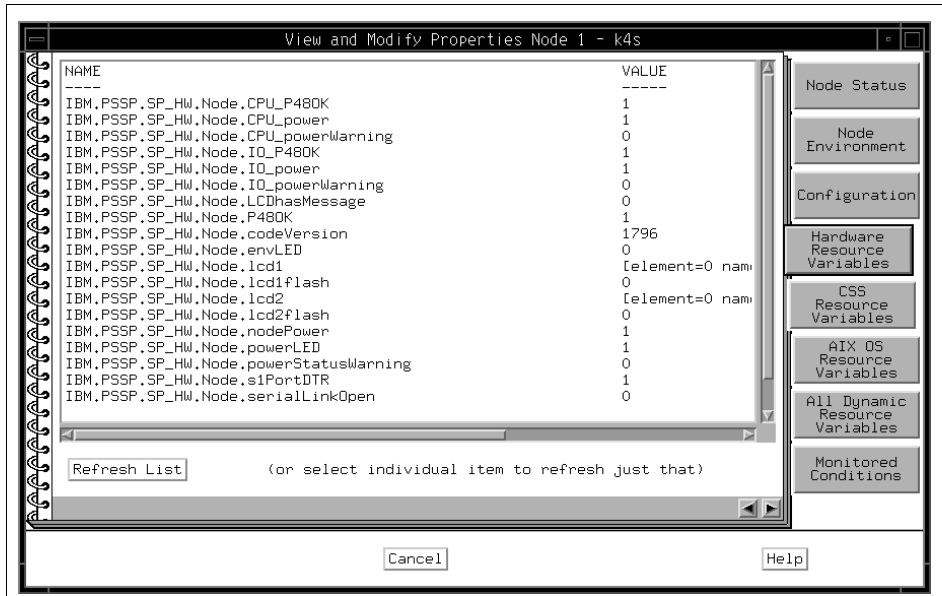 View and Modify Properties Node 1 - k4s
NAME VALUE
---- -----
IBM.PSSP.SP_HW.Node.CPU_P48OK 1
IBM.PSSP.SP_HW.Node.CPU_power 1
IBM.PSSP.SP_HW.Node.CPU_powerWarning 0
IBM.PSSP.SP_HW.Node.IO_P48OK 1
IBM.PSSP.SP_HW.Node.IO_power 1
IBM.PSSP.SP_HW.Node.IO_powerWarning 0
IBM.PSSP.SP_HW.Node.LCDhasMessage 0
IBM.PSSP.SP_HW.Node.P48OK 1
IBM.PSSP.SP_HW.Node.codeVersion 1796
IBM.PSSP.SP_HW.Node.envLED 0
IBM.PSSP.SP_HW.Node.lcd1 [element=0 nam
IBM.PSSP.SP_HW.Node.lcd1flash 0
IBM.PSSP.SP_HW.Node.lcd2 [element=0 nam
IBM.PSSP.SP_HW.Node.lcd2flash 0
IBM.PSSP.SP_HW.Node.nodePower 1
IBM.PSSP.SP_HW.Node.powerLED 1
IBM.PSSP.SP_HW.Node.powerStatusWarning 0
IBM.PSSP.SP_HW.Node.s1PortDTR 1
IBM.PSSP.SP_HW.Node.serialLinkOpen 0
Refresh List (or select individual item to refresh just that)
Node Status
Node
Environment
Configuration
Hardware
Resource
Variables
CSS
Resource
Variables
AIX OS
Resource
Variables
All Dynamic
Resource
Variables
Monitored
Conditions
Cancel Help